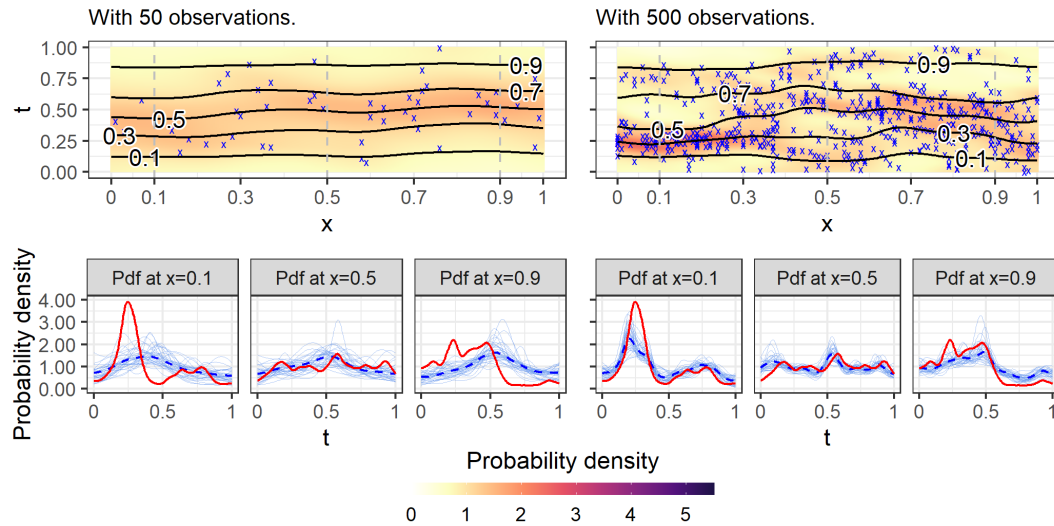 With 50 observations.
With 500 observations.
t
1.00
0.75
0.50
0.25
0.00
0.9
0.7
0.5
0.3
0.1
0.9
0.7
0.5
0.3
0.1
0 0.1 0.3 0.5 0.7 0.9 1
0 0.1 0.3 0.5 0.7 0.9 1
x
x
Probability density
Pdf at x=0.1
Pdf at x=0.5
Pdf at x=0.9
Pdf at x=0.1
Pdf at x=0.5
Pdf at x=0.9
4.00
3.00
2.00
1.00
0.00
0 0.5 1 0 0.5 1 0 0.5 1
0 0.5 1 0 0.5 1 0 0.5 1
t
t
Probability density
0 1 2 3 4 5